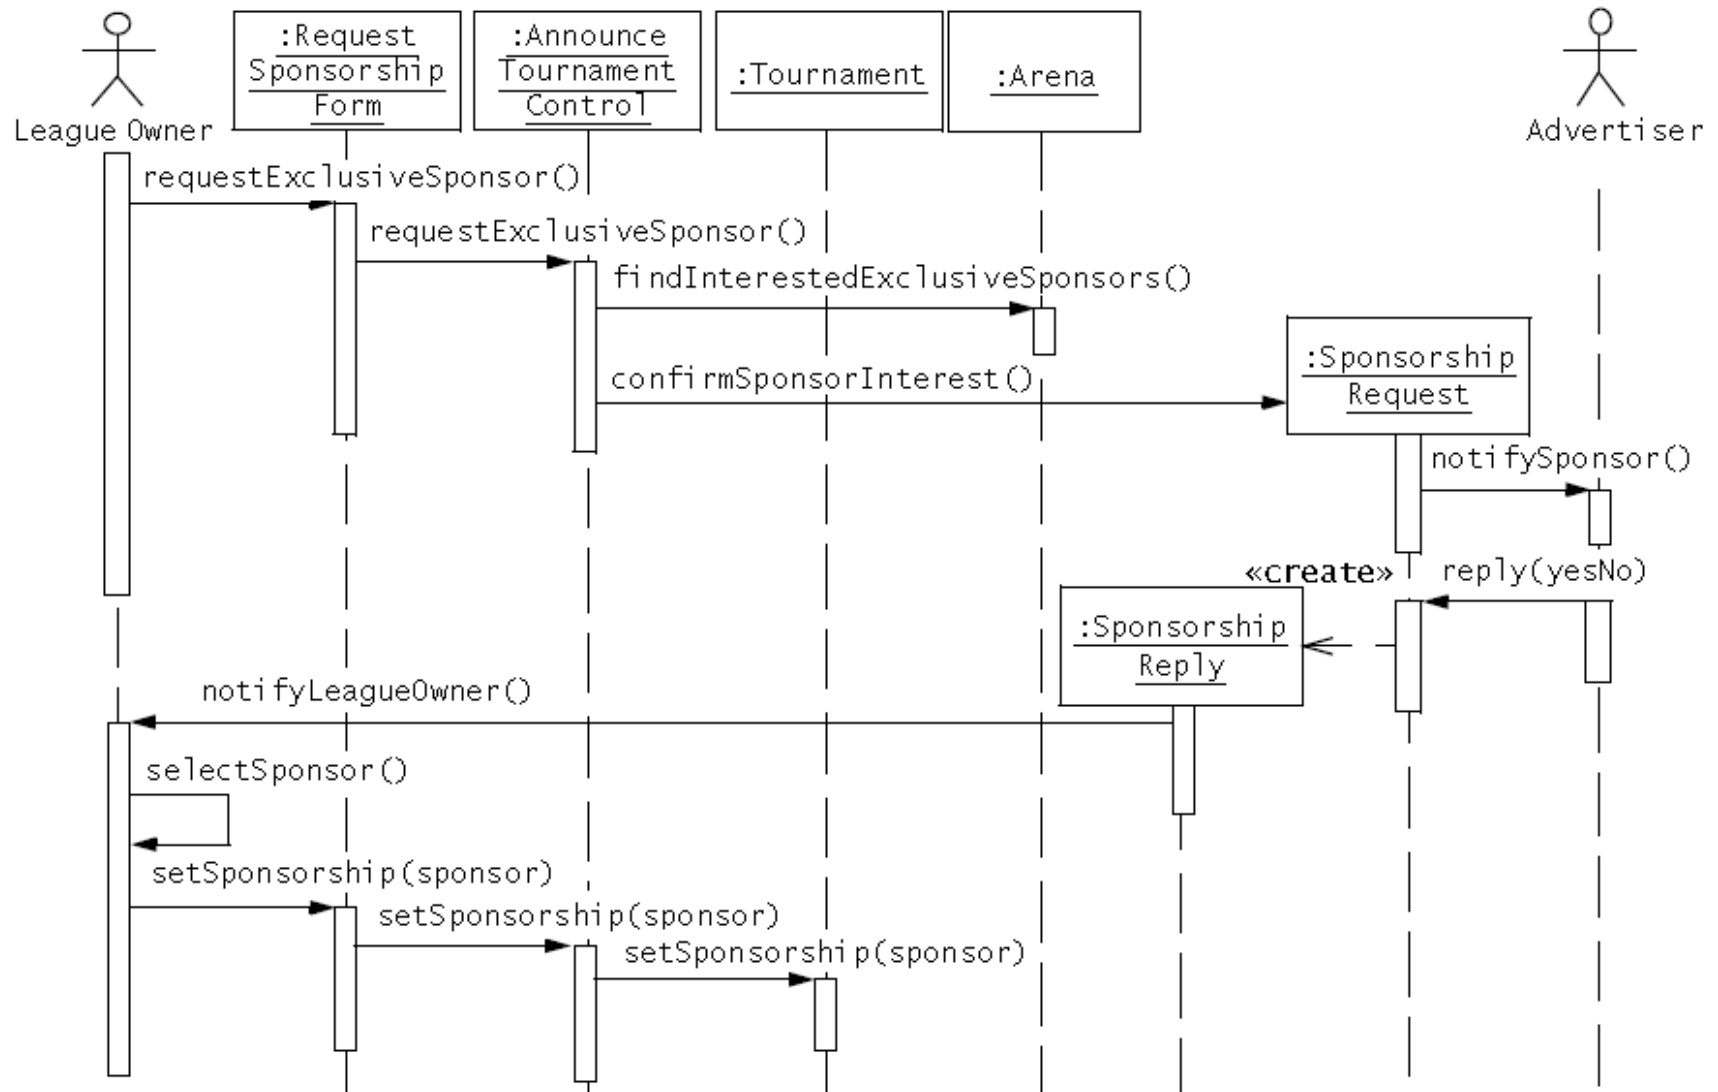 :Request
Sponsorship
Form
:Announce
Tournament
Control
:Tournament
:Arena
League Owner
Advertiser
requestExclusiveSponsor()
requestExclusiveSponsor()
findInterestedExclusiveSponsors()
:Sponsorship
Request
confirmSponsorInterest()
notifySponsor()
«create»
reply(yesNo)
:Sponsorship
Reply
notifyLeagueOwner()
selectSponsor()
setSponsorship(sponsor)
setSponsorship(sponsor)
setSponsorship(sponsor)